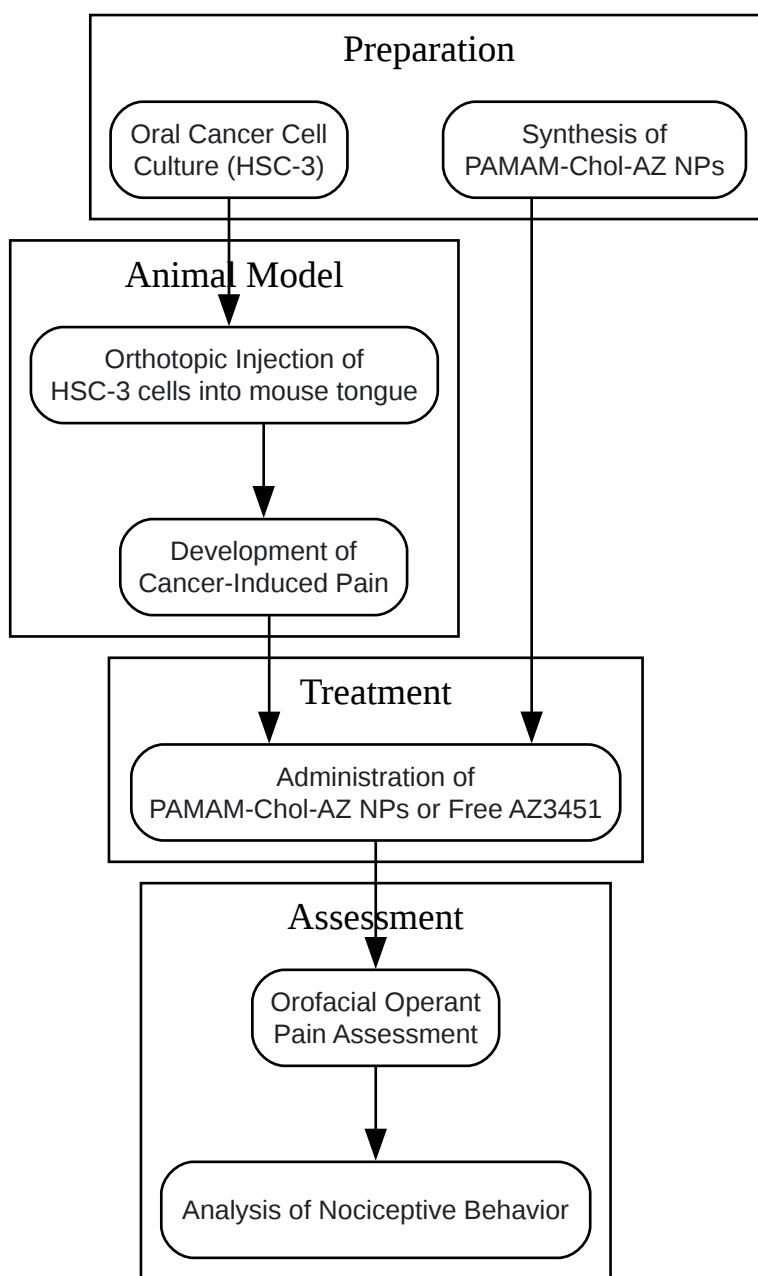 Preparation
Oral Cancer Cell
Culture (HSC-3)
Synthesis of
PAMAM-Chol-AZ NPs
Animal Model
Orthotopic Injection of
HSC-3 cells into mouse tongue
Development of
Cancer-Induced Pain
Treatment
Administration of
PAMAM-Chol-AZ NPs or Free AZ3451
Assessment
Orofacial Operant
Pain Assessment
Analysis of Nociceptive Behavior